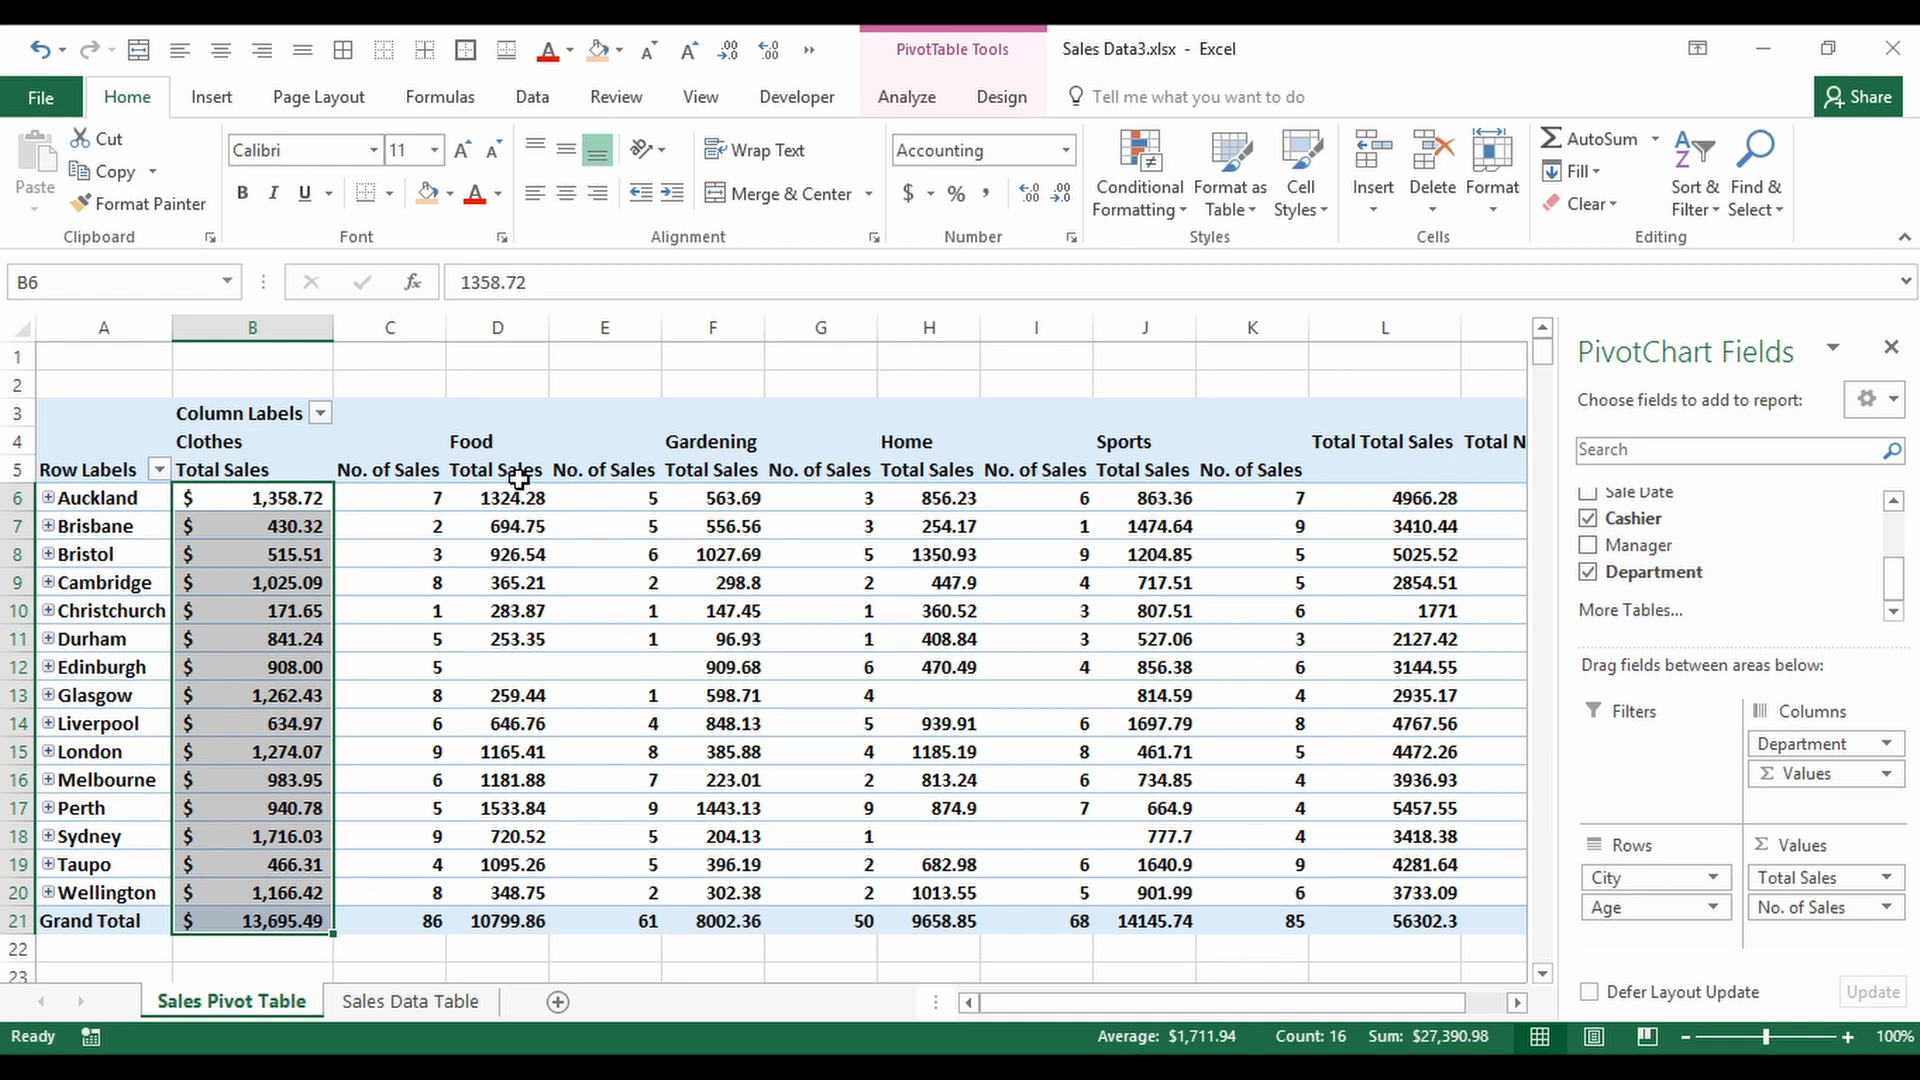 PivotTable Tools
Sales Data3.xlsx - Excel
File Home Insert Page Layout Formulas Data Review View Developer Analyze Design Tell me what you want to do Share
Paste Cut Copy Format Painter
Calibri 11
B I U
Wrap Text
Merge & Center
Accounting
$ %
Conditional Formatting
Format as Table
Cell Styles
Insert Delete Format
AutoSum
Fill
Clear
Sort & Filter
Find & Select
Clipboard Font Alignment Number Styles Cells Editing
B6 fx 1358.72
A B C D E F G H I J K L
1
2
3 Column Labels
4 Clothes Food Gardening Home Sports Total Total Sales Total N
5 Row Labels Total Sales No. of Sales Total Sales No. of Sales Total Sales No. of Sales Total Sales No. of Sales Total Sales No. of Sales
6 Auckland $ 1,358.72 7 1324.28 5 563.69 3 856.23 6 863.36 7 4966.28
7 Brisbane $ 430.32 2 694.75 5 556.56 3 254.17 1 1474.64 9 3410.44
8 Bristol $ 515.51 3 926.54 6 1027.69 5 1350.93 9 1204.85 5 5025.52
9 Cambridge $ 1,025.09 8 365.21 2 298.8 2 447.9 4 717.51 5 2854.51
10 Christchurch $ 171.65 1 283.87 1 147.45 1 360.52 3 807.51 6 1771
11 Durham $ 841.24 5 253.35 1 96.93 1 408.84 3 527.06 3 2127.42
12 Edinburgh $ 908.00 5 909.68 6 470.49 4 856.38 6 3144.55
13 Glasgow $ 1,262.43 8 259.44 1 598.71 4 814.59 4 2935.17
14 Liverpool $ 634.97 6 646.76 4 848.13 5 939.91 6 1697.79 8 4767.56
15 London $ 1,274.07 9 1165.41 8 385.88 4 1185.19 8 461.71 5 4472.26
16 Melbourne $ 983.95 6 1181.88 7 223.01 2 813.24 6 734.85 4 3936.93
17 Perth $ 940.78 5 1533.84 9 1443.13 9 874.9 7 664.9 4 5457.55
18 Sydney $ 1,716.03 9 720.52 5 204.13 1 777.7 4 3418.38
19 Taupo $ 466.31 4 1095.26 5 396.19 2 682.98 6 1640.9 9 4281.64
20 Wellington $ 1,166.42 8 348.75 2 302.38 2 1013.55 5 901.99 6 3733.09
21 Grand Total $ 13,695.49 86 10799.86 61 8002.36 50 9658.85 68 14145.74 85 56302.3
22
23
PivotChart Fields
Choose fields to add to report:
Search
Sale Date
Cashier
Manager
Department
More Tables...
Drag fields between areas below:
Filters
Columns
Department
Σ Values
Rows
City
Age
Σ Values
Total Sales
No. of Sales
Defer Layout Update Update
Sales Pivot Table Sales Data Table
Ready Average: $1,711.94 Count: 16 Sum: $27,390.98 100%